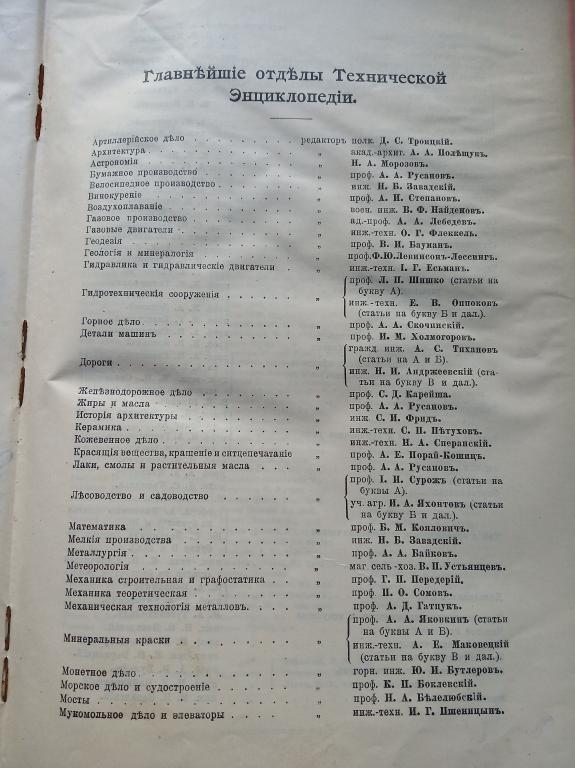 Главнѣйшіе отдѣлы Технической
Энциклопедіи.
Артиллерійское дѣло . . . . . . . . редакторъ полк. Д. С. Троицкій.
Архитектура . . . . . . . . . . „ акад.-архит. А. А. Полѣщукъ.
Астрономія . . . . . . . . . . „ Н. А. Морозовъ.
Бумажное производство . . . . . . . „ проф. А. А. Русановъ.
Велосипедное производство . . . . . . „ инж. Н. Б. Завадскій.
Винокуреніе . . . . . . . . . . „ проф. А. И. Степановъ.
Воздухоплаваніе . . . . . . . . . „ воен. инж. В. Ф. Найденовъ.
Газовое производство . . . . . . . „ ад.-проф. А. А. Лебедевъ.
Газовые двигатели . . . . . . . . „ инж.-техн. О. Г. Флеккель.
Геодезія . . . . . . . . . . „ проф. В. И. Бауманъ.
Геологія и минералогія . . . . . . . „ проф. Ф.Ю.Левинсон-Лессингъ.
Гидравлика и гидравлическіе двигатели . . „ инж.-техн. І. Г. Есьманъ.
Гидротехническія сооруженія . . . . . . „ проф. Л. П. Шишко (статьи на
букву А).
инж.-техн. Е. В. Оппоковъ
(статьи на букву Б и дал.).
Горное дѣло . . . . . . . . . . „ проф. А. А. Скочинскій.
Детали машинъ . . . . . . . . . „ проф. И. М. Холмогоровъ.
Дороги . . . . . . . . . . . „ гражд. инж. А. С. Тихановъ
(статьи на А и Б).
инж. Н. И. Андржеевскій (ста-
тьи на букву В и дал.).
Желѣзнодорожное дѣло . . . . . . . „ проф. С. Д. Карейша.
Жиры и масла . . . . . . . . . „ проф. А. А. Русановъ.
Исторія архитектуры . . . . . . . . „ инж. С. И. Фридъ.
Керамика . . . . . . . . . . „ инж.-техн. С. П. Пѣтуховъ.
Кожевенное дѣло . . . . . . . . . „ инж.-техн. Н. А. Сперанскій.
Красящія вещества, крашеніе и ситцепечатаніе „ проф. А. Е. Порай-Кошицъ.
Лаки, смолы и растительныя масла . . . „ проф. А. А. Русановъ.
Лѣсоводство и садоводство . . . . . . „ проф. І. И. Сурожъ (статьи на
буквы А).
уч. агр. И. А. Яхонтовъ (статьи
на букву Б и дал.).
Математика . . . . . . . . . . „ проф. Б. М. Кояловичъ.
Мелкія производства . . . . . . . . „ инж. Н. Б. Завадскій.
Металлургія . . . . . . . . . . „ проф. А. А. Байковъ.
Метеорологія . . . . . . . . . . „ маг. сель-хоз. В. П. Устьянцевъ.
Механика строительная и графостатика . . „ проф. Г. П. Передерій.
Механика теоретическая . . . . . . . „ проф. П. О. Сомовъ.
Механическая технологія металловъ . . . „ проф. А. Д. Гатцукъ.
Минеральныя краски . . . . . . . . „ проф. А. А. Яковкинъ (статьи
на буквы А и Б).
инж.-техн. А. Е. Маковецкій
(статьи на букву В и дал.).
Монетное дѣло . . . . . . . . . „ горн. инж. Ю. И. Бутлеровъ.
Морское дѣло и судостроеніе . . . . . „ проф. К. П. Боклевскій.
Мосты . . . . . . . . . . . „ проф. Н. А. Бѣлелюбскій.
Мукомольное дѣло и элеваторы . . . . . „ инж.-техн. И. Г. Пшеницынъ.